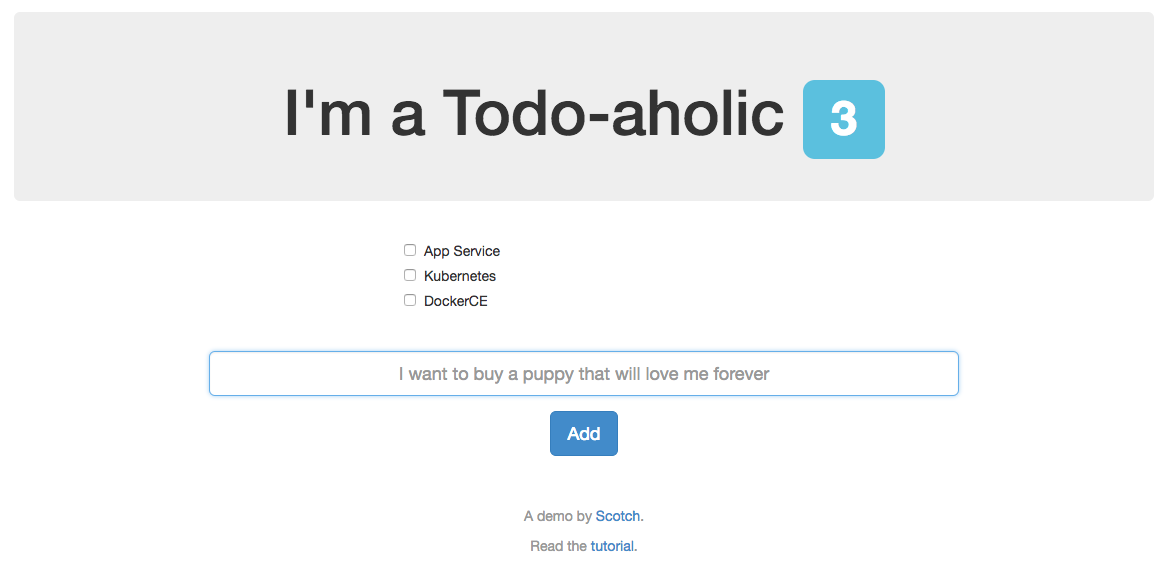 I'm a Todo-aholic 3
App Service
Kubernetes
DockerCE
I want to buy a puppy that will love me forever
Add
A demo by Scotch.
Read the tutorial.